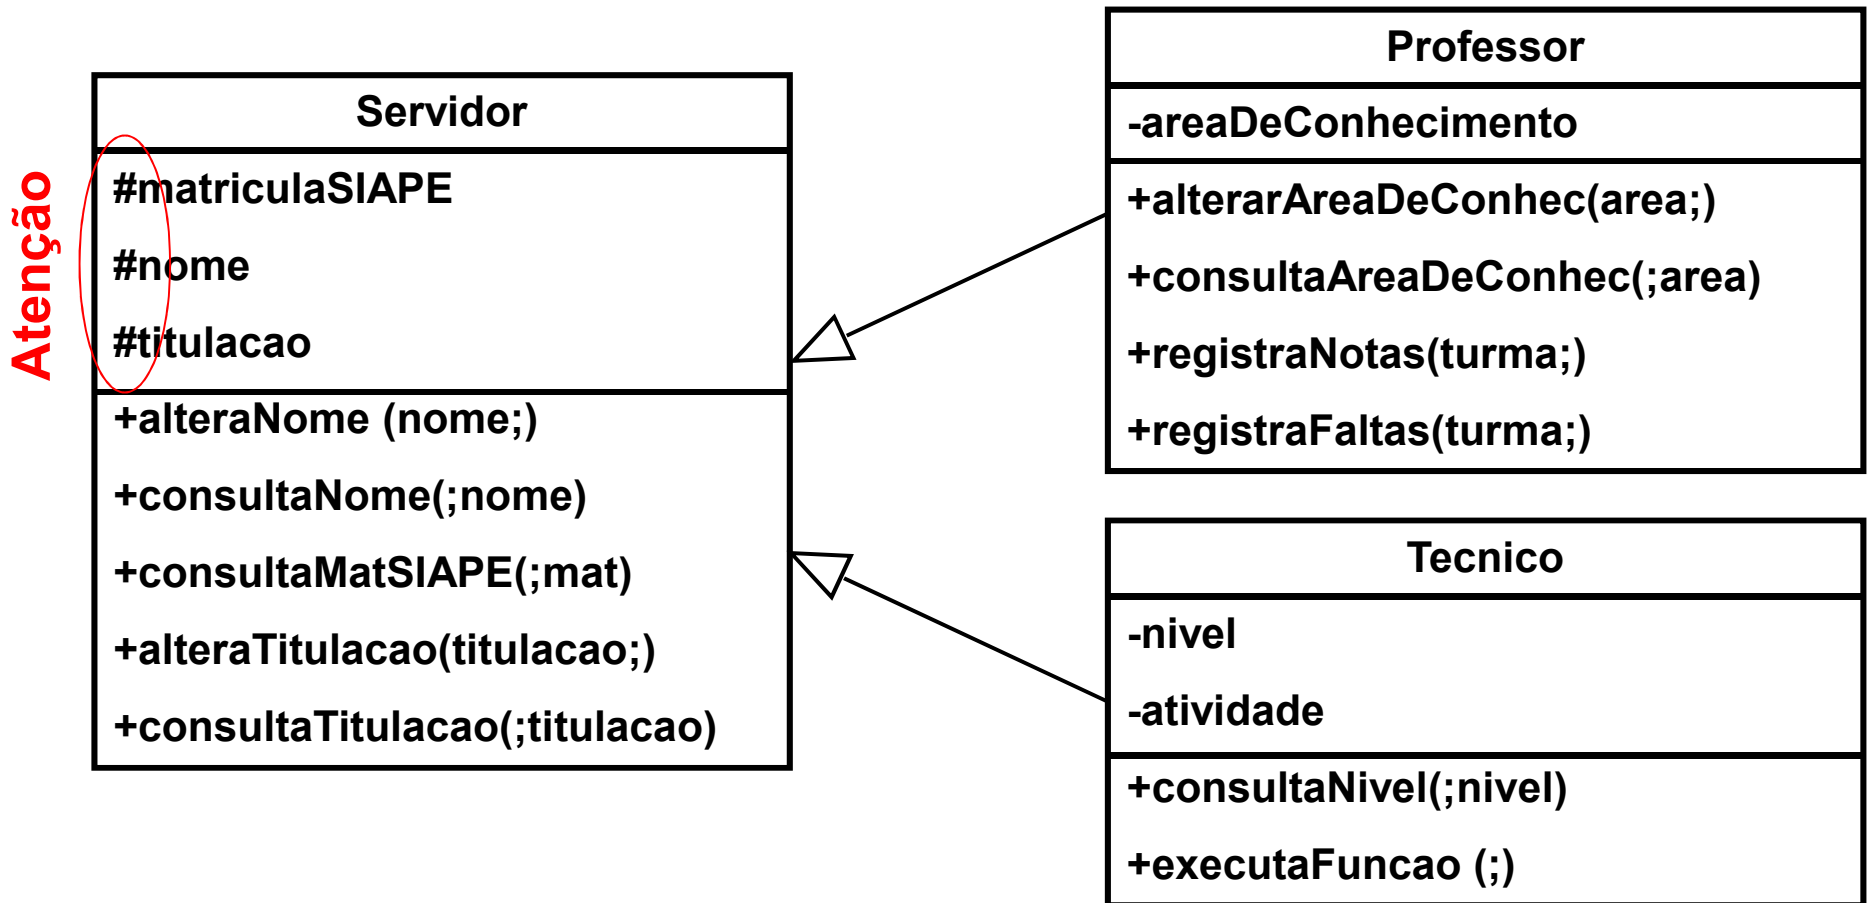 Atenção
Servidor
#matriculaSIAPE
#nome
#titulacao
+alteraNome (nome;)
+consultaNome(;nome)
+consultaMatSIAPE(;mat)
+alteraTitulacao(titulacao;)
+consultaTitulacao(;titulacao)
Professor
-areaDeConhecimento
+alterarAreaDeConhec(area;)
+consultaAreaDeConhec(;area)
+registraNotas(turma;)
+registraFaltas(turma;)
Tecnico
-nivel
-atividade
+consultaNivel(;nivel)
+executaFuncao (;)